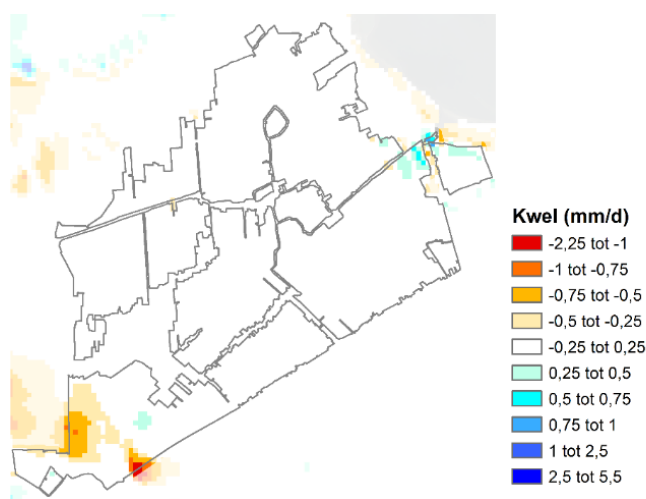 Kwel (mm/d)
-2,25 tot -1
-1 tot -0,75
-0,75 tot -0,5
-0,5 tot -0,25
-0,25 tot 0,25
0,25 tot 0,5
0,5 tot 0,75
0,75 tot 1
1 tot 2,5
2,5 tot 5,5